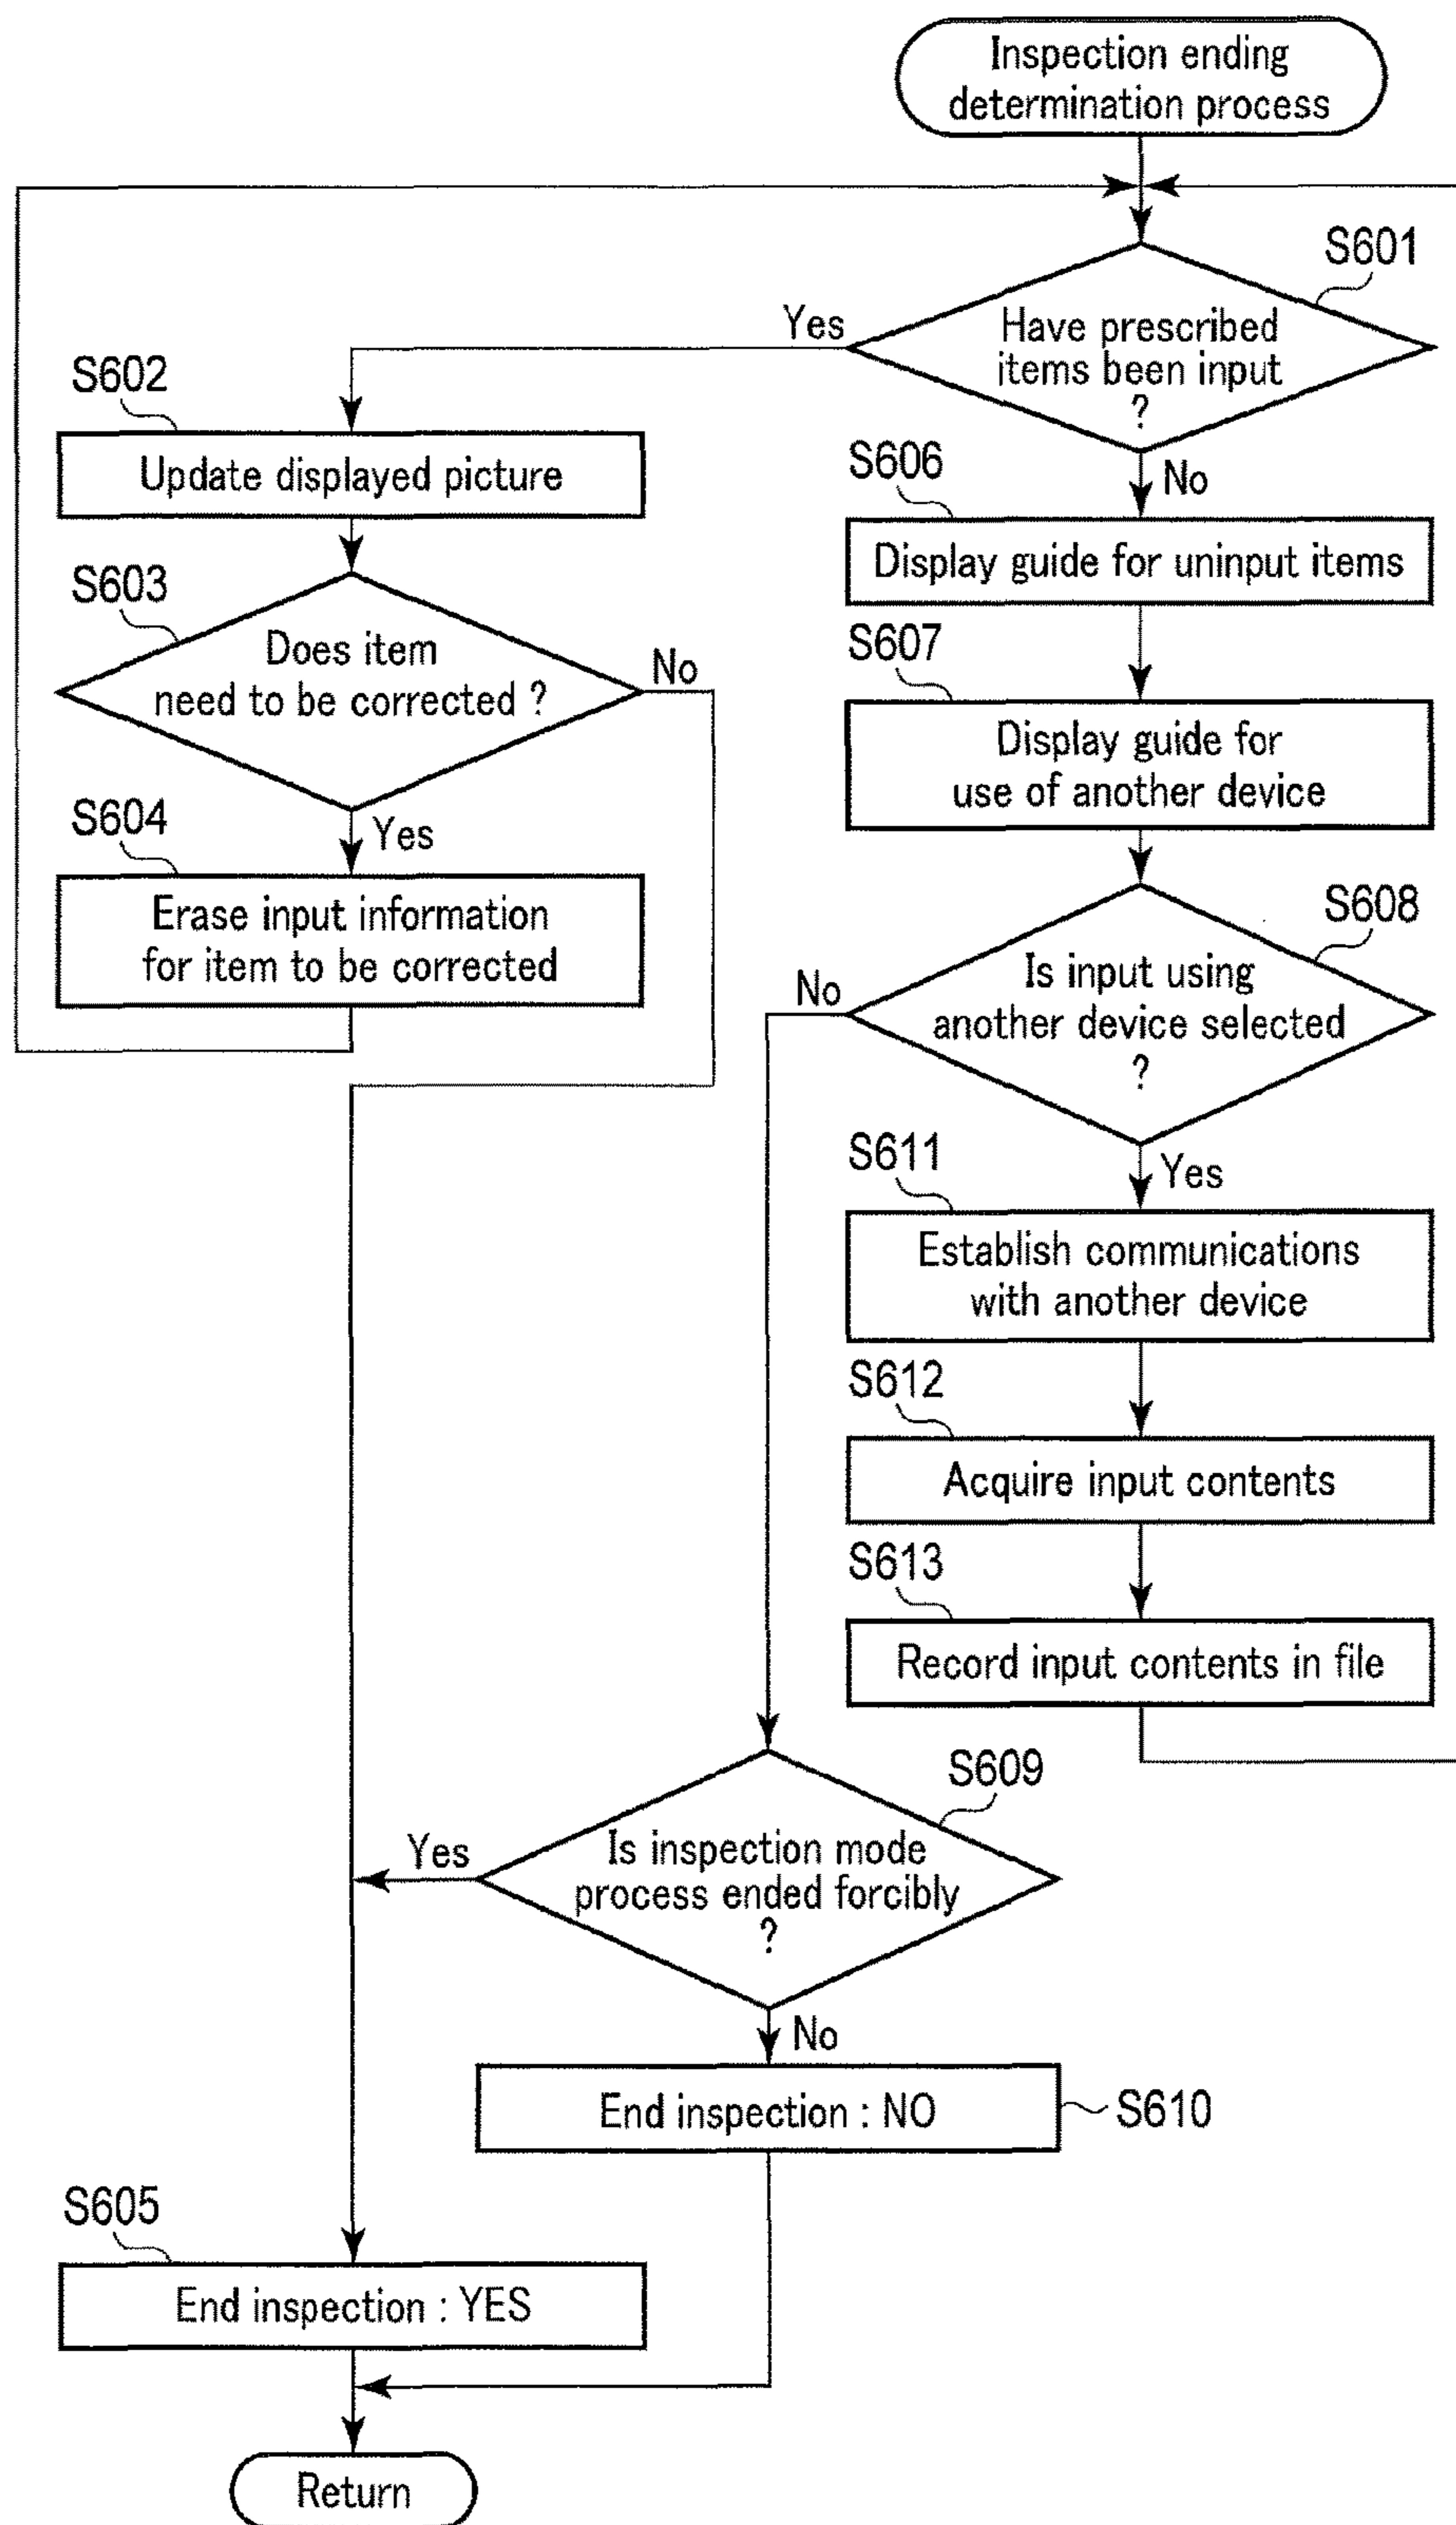 Inspection ending
determination process
S601
Have prescribed
items been input
?
Yes
No
S602
Update displayed picture
S603
Does item
need to be corrected ?
No
Yes
S604
Erase input information
for item to be corrected
S606
Display guide for uninput items
S607
Display guide for
use of another device
S608
Is input using
another device selected
?
No
Yes
S611
Establish communications
with another device
S612
Acquire input contents
S613
Record input contents in file
S609
Is inspection mode
process ended forcibly
?
Yes
No
End inspection : NO
S610
S605
End inspection : YES
Return